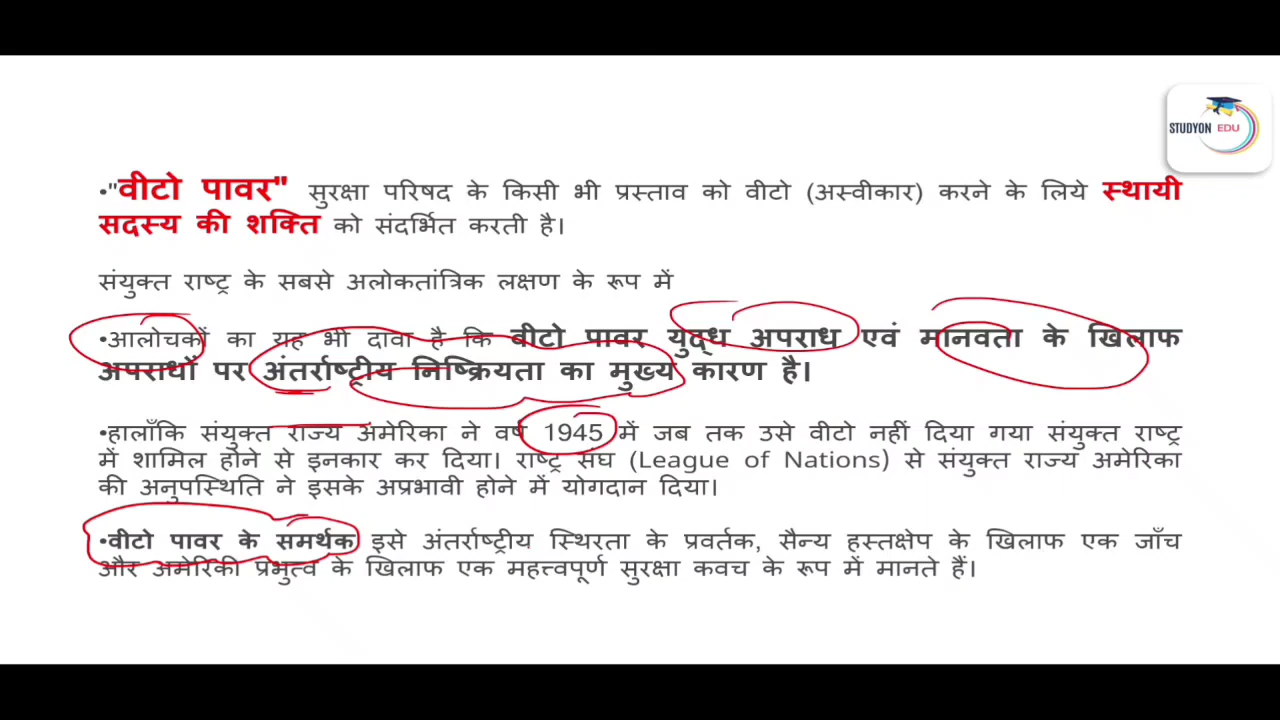 STUDYON EDU
•"वीटो पावर" सुरक्षा परिषद के किसी भी प्रस्ताव को वीटो (अस्वीकार) करने के लिये स्थायी
सदस्य की शक्ति को संदर्भित करती है।
संयुक्त राष्ट्र के सबसे अलोकतांत्रिक लक्षण के रूप में
•आलोचकों का यह भी दावा है कि वीटो पावर युद्ध अपराध एवं मानवता के खिलाफ
अपराधों पर अंतर्राष्ट्रीय निष्क्रियता का मुख्य कारण है।
•हालाँकि संयुक्त राज्य अमेरिका ने वर्ष 1945 में जब तक उसे वीटो नहीं दिया गया संयुक्त राष्ट्र
में शामिल होने से इनकार कर दिया। राष्ट्र संघ (League of Nations) से संयुक्त राज्य अमेरिका
की अनुपस्थिति ने इसके अप्रभावी होने में योगदान दिया।
•वीटो पावर के समर्थक इसे अंतर्राष्ट्रीय स्थिरता के प्रवर्तक, सैन्य हस्तक्षेप के खिलाफ एक जाँच
और अमेरिकी प्रभुत्व के खिलाफ एक महत्त्वपूर्ण सुरक्षा कवच के रूप में मानते हैं।